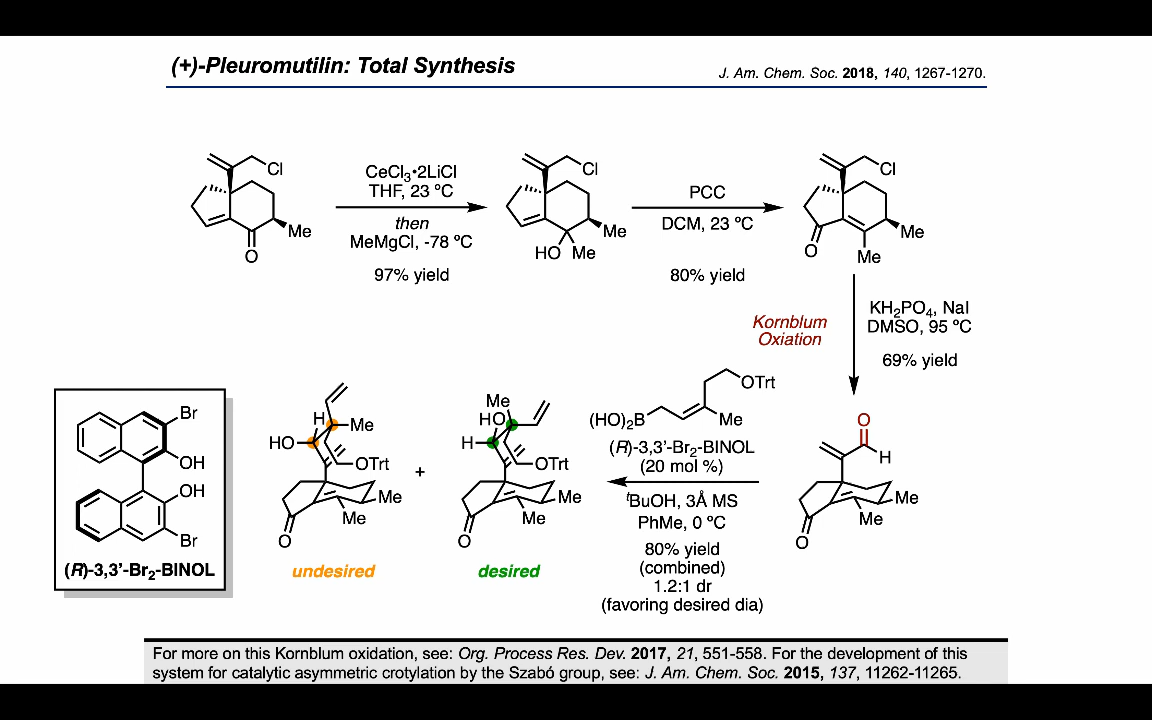 (+)-Pleuromutilin: Total Synthesis
J. Am. Chem. Soc. 2018, 140, 1267-1270.
Cl
Me
O
CeCl3•2LiCl
THF, 23 ºC
then
MeMgCl, -78 ºC
97% yield
Cl
Me
HO Me
PCC
DCM, 23 ºC
80% yield
Cl
Me
O
Me
Kornblum
Oxiation
KH2PO4, NaI
DMSO, 95 ºC
69% yield
O
H
Me
Me
O
OTrt
(HO)2B
Me
(R)-3,3'-Br2-BINOL
(20 mol %)
tBuOH, 3Å MS
PhMe, 0 ºC
80% yield
(combined)
1.2:1 dr
(favoring desired dia)
Me
HO
H
OTrt
Me
Me
O
desired
+
H
Me
HO
OTrt
Me
Me
O
undesired
Br
OH
OH
Br
(R)-3,3'-Br2-BINOL
For more on this Kornblum oxidation, see: Org. Process Res. Dev. 2017, 21, 551-558. For the development of this
system for catalytic asymmetric crotylation by the Szabó group, see: J. Am. Chem. Soc. 2015, 137, 11262-11265.